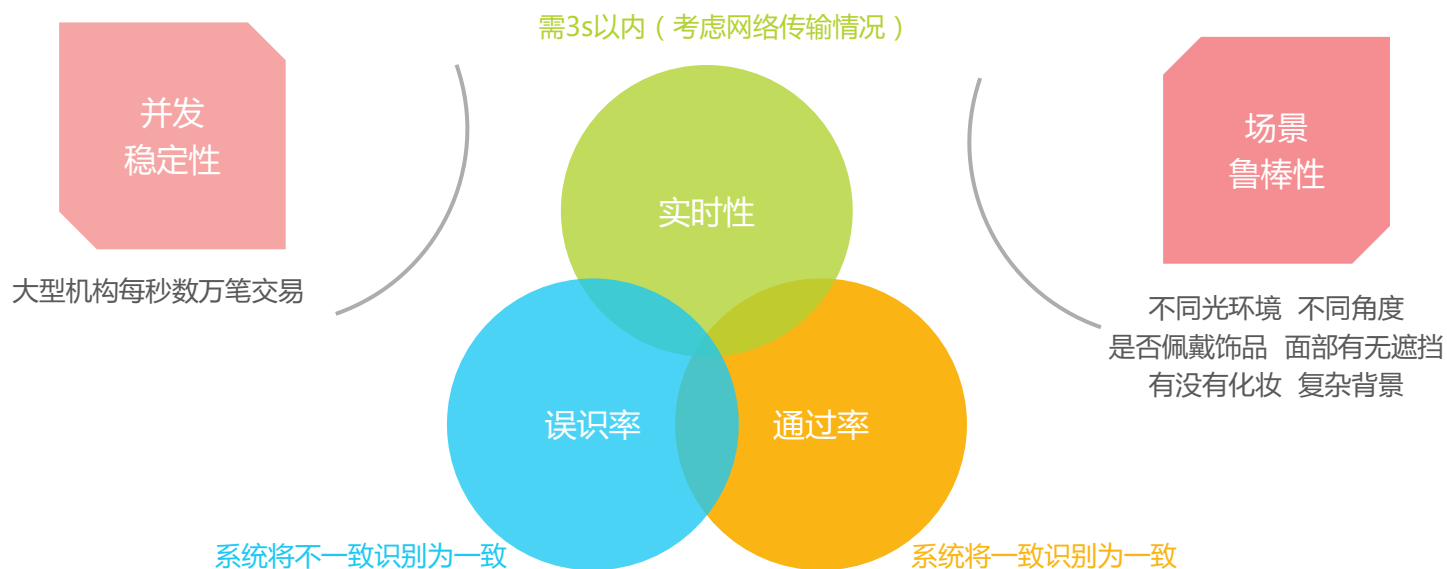 需3s以内（考虑网络传输情况）
并发
稳定性
大型机构每秒数万笔交易
场景
鲁棒性
不同光环境 不同角度
是否佩戴饰品 面部有无遮挡
有没有化妆 复杂背景
实时性
误识率
通过率
系统将不一致识别为一致
系统将一致识别为一致